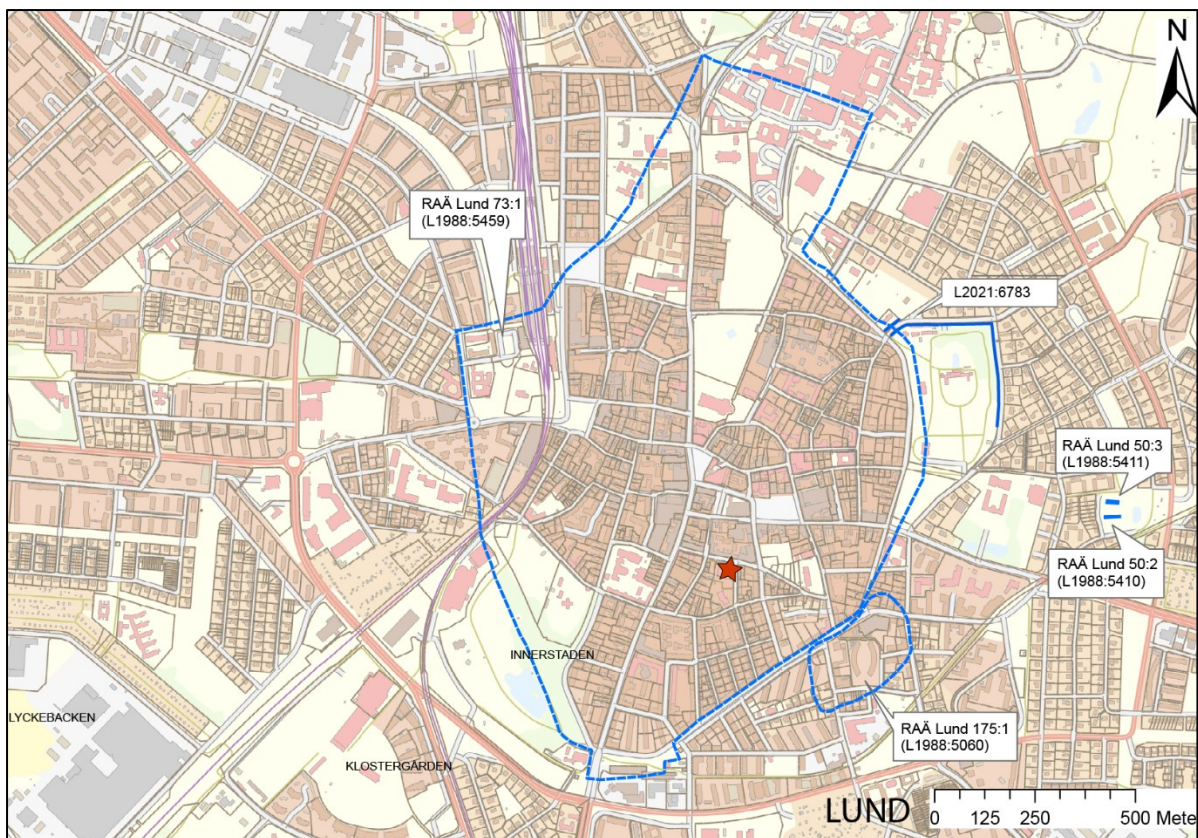 N
RAÄ Lund 73:1
(L1988:5459)
L2021:6783
RAÄ Lund 50:3
(L1988:5411)
RAÄ Lund 50:2
(L1988:5410)
INNERSTADEN
LYCKEBACKEN
KLOSTERGÅRDEN
RAÄ Lund 175:1
(L1988:5060)
LUND
0 125 250 500 Mete